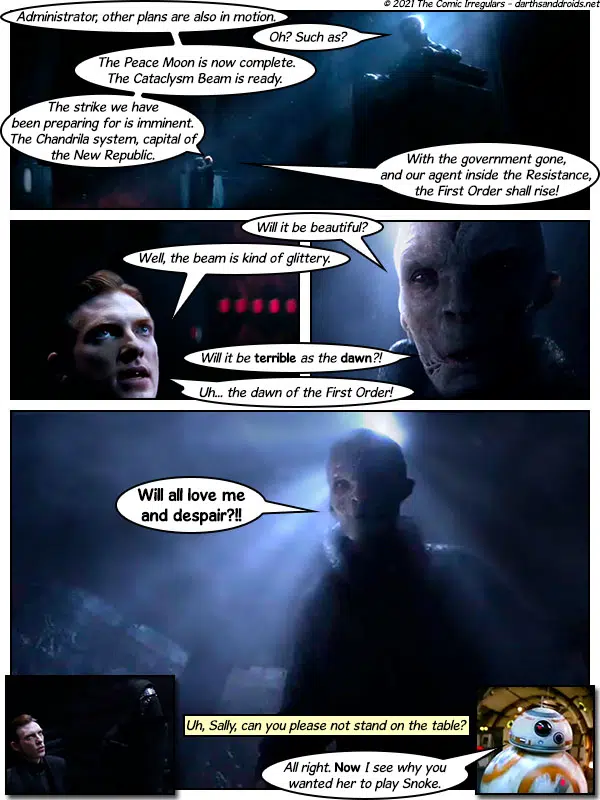 © 2021 The Comic Irregulars – darthsanddroids.net
Administrator, other plans are also in motion.
Oh? Such as?
The Peace Moon is now complete.
The Cataclysm Beam is ready.
The strike we have
been preparing for is imminent.
The Chandrila system, capital of
the New Republic.
With the government gone,
and our agent inside the Resistance,
the First Order shall rise!
Will it be beautiful?
Well, the beam is kind of glittery.
Will it be terrible as the dawn?!
Uh... the dawn of the First Order!
Will all love me
and despair?!!
Uh, Sally, can you please not stand on the table?
All right. Now I see why you
wanted her to play Snoke.